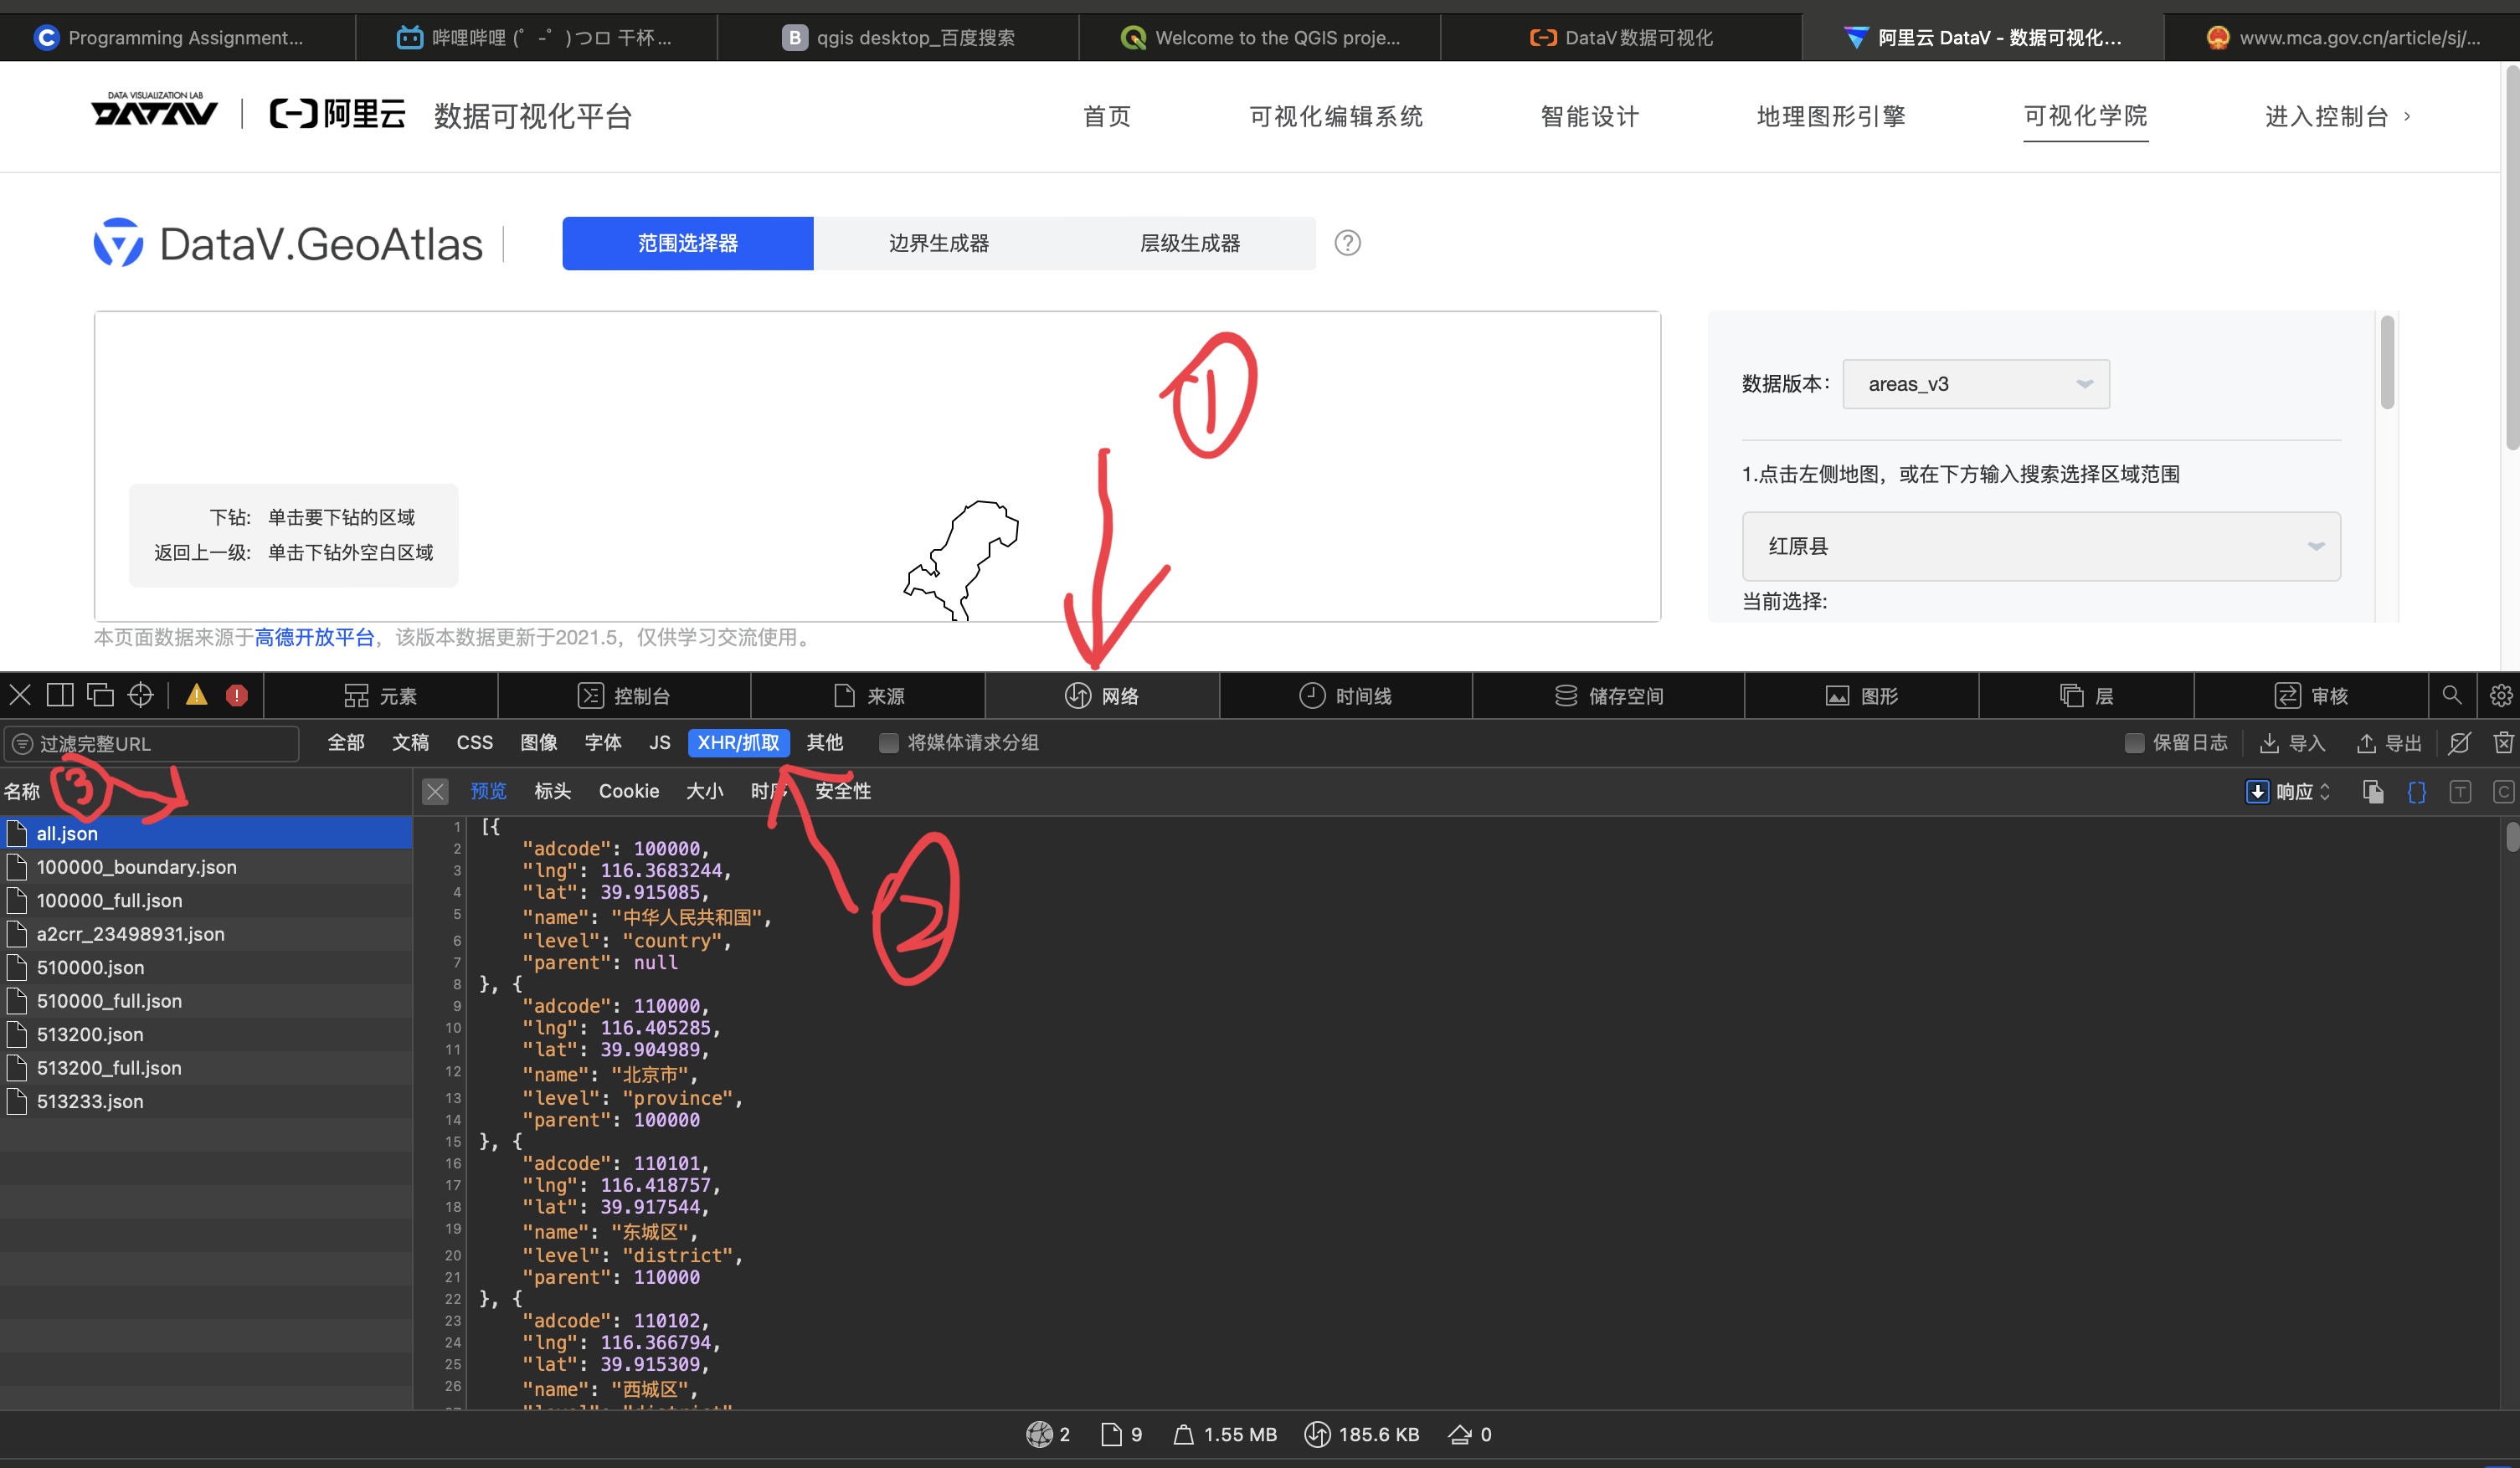 Programming Assignment...
哔哩哔哩 (゜-゜)つロ 干杯...
B qgis desktop_百度搜索
Welcome to the QGIS proje...
DataV数据可视化
阿里云 DataV - 数据可视化...
www.mca.gov.cn/article/sj/...
DATA VISUALIZATION LAB
DATAV
阿里云
数据可视化平台
首页
可视化编辑系统
智能设计
地理图形引擎
可视化学院
进入控制台 ›
DataV.GeoAtlas
范围选择器
边界生成器
层级生成器
?
①
数据版本：
areas_v3
1.点击左侧地图，或在下方输入搜索选择区域范围
下钻： 单击要下钻的区域
返回上一级： 单击下钻外空白区域
红原县
当前选择:
本页面数据来源于高德开放平台，该版本数据更新于2021.5，仅供学习交流使用。
元素
控制台
来源
网络
时间线
储存空间
图形
层
审核
过滤完整URL
全部 文稿 CSS 图像 字体 JS XHR/抓取 其他
将媒体请求分组
保留日志
导入
导出
③
名称
预览 标头 Cookie 大小 时序 安全性
响应
T
C
all.json
100000_boundary.json
100000_full.json
a2crr_23498931.json
510000.json
510000_full.json
513200.json
513200_full.json
513233.json
②
1 [{
2 "adcode": 100000,
3 "lng": 116.3683244,
4 "lat": 39.915085,
5 "name": "中华人民共和国",
6 "level": "country",
7 "parent": null
8 }, {
9 "adcode": 110000,
10 "lng": 116.405285,
11 "lat": 39.904989,
12 "name": "北京市",
13 "level": "province",
14 "parent": 100000
15 }, {
16 "adcode": 110101,
17 "lng": 116.418757,
18 "lat": 39.917544,
19 "name": "东城区",
20 "level": "district",
21 "parent": 110000
22 }, {
23 "adcode": 110102,
24 "lng": 116.366794,
25 "lat": 39.915309,
26 "name": "西城区",
2
9
1.55 MB
185.6 KB
0